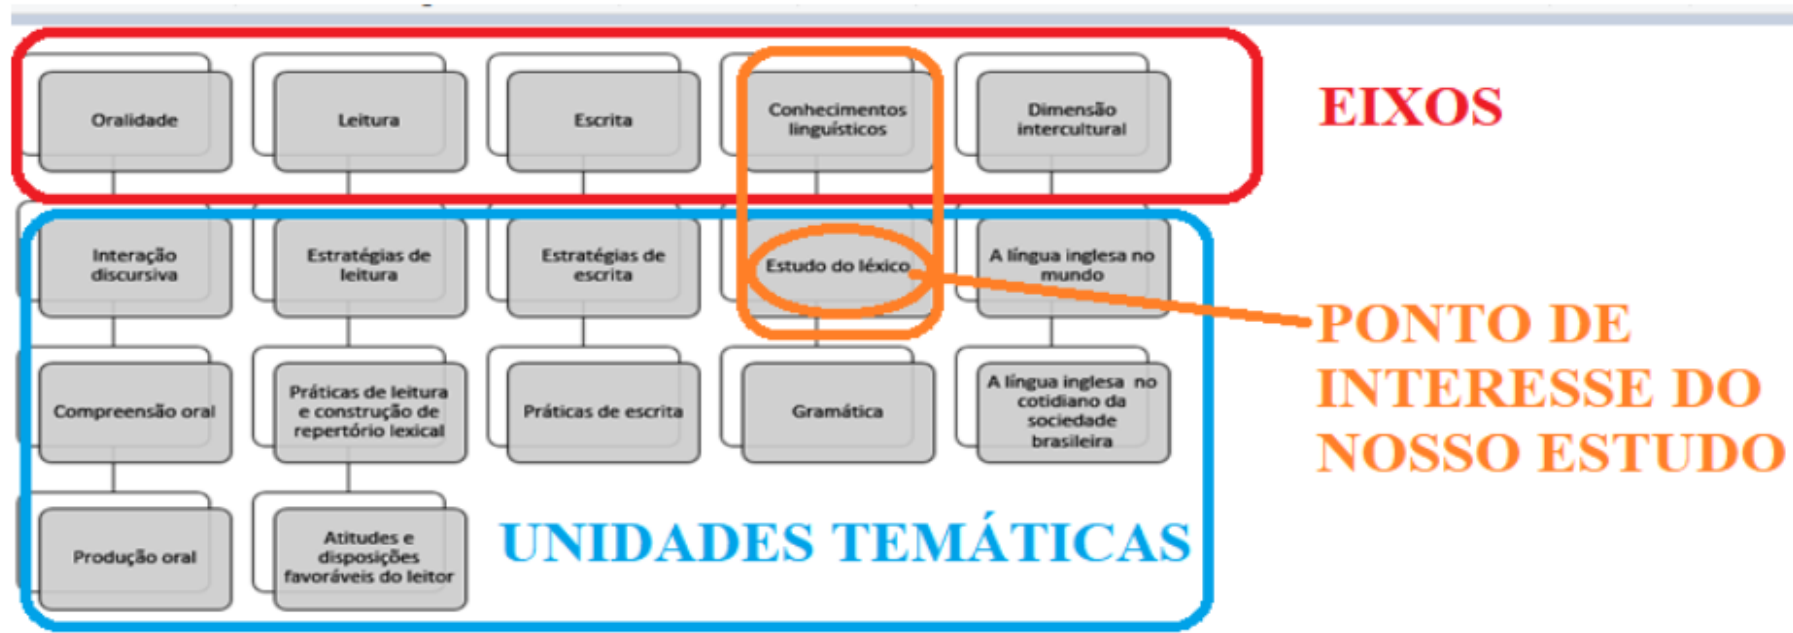 Oralidade
Leitura
Escrita
Conhecimentos
linguísticos
Dimensão
intercultural
EIXOS
Interação
discursiva
Estratégias de
leitura
Estratégias de
escrita
Estudo do léxico
A língua inglesa no
mundo
PONTO DE
INTERESSE DO
NOSSO ESTUDO
Compreensão oral
Práticas de leitura
e construção de
repertório lexical
Práticas de escrita
Gramática
A língua inglesa no
cotidiano da
sociedade
brasileira
Produção oral
Atitudes e
disposições
favoráveis do leitor
UNIDADES TEMÁTICAS